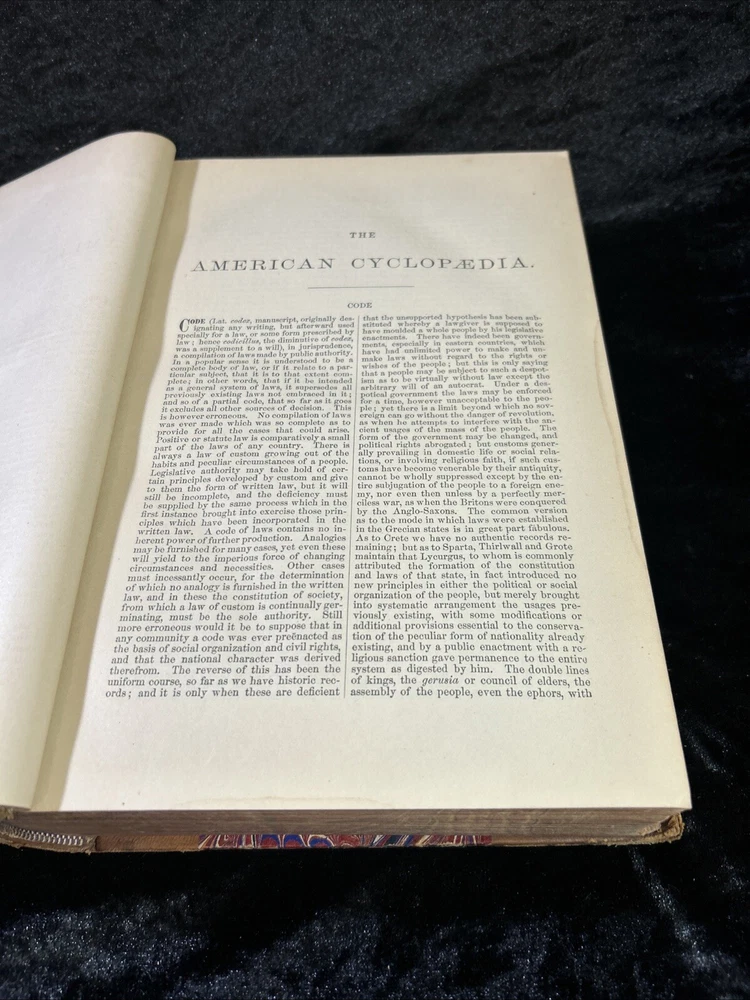 THE
AMERICAN CYCLOPÆDIA.
CODE
CODE (Lat. codex, manuscript, originally des-
ignating any writing, but afterward used
specially for a law, or some form prescribed by
law; hence codicillus, the diminutive of codex,
was a supplement to a will), in jurisprudence,
a compilation of laws made by public authority.
In a popular sense it is understood to be a
complete body of law, or if it relate to a par-
ticular subject, that it is to that extent com-
plete; in other words, that if it be intended
as a general system of laws, it supersedes all
previously existing laws not embraced in it;
and so of a partial code, that so far as it goes
it excludes all other sources of decision. This
is however erroneous. No compilation of laws
was ever made which was so complete as to
provide for all the cases that could arise.
Positive or statute law is comparatively a small
part of the laws of any country. There is
always a law of custom growing out of the
habits and peculiar circumstances of a people.
Legislative authority may take hold of cer-
tain principles developed by custom and give
to them the form of written law, but it will
still be incomplete, and the deficiency must
be supplied by the same process which in the
first instance brought into exercise those prin-
ciples which have been incorporated in the
written law. A code of laws contains no in-
herent power of further production. Analogies
may be furnished for many cases, yet even these
will yield to the imperious force of changing
circumstances and necessities. Other cases
must incessantly occur, for the determination
of which no analogy is furnished in the written
law, and in these the constitution of society,
from which a law of custom is continually ger-
minating, must be the sole authority. Still
more erroneous would it be to suppose that in
any community a code was ever preënacted as
the basis of social organization and civil rights,
and that the national character was derived
therefrom. The reverse of this has been the
uniform course, so far as we have historic rec-
ords; and it is only when these are deficient
that the unsupported hypothesis has been sub-
stituted whereby a lawgiver is supposed to
have moulded a whole people by his legislative
enactments. There have indeed been govern-
ments, especially in eastern countries, which
have had unlimited power to make and un-
make laws without regard to the rights or
wishes of the people; but this is only saying
that a people may be subject to such a despot-
ism as to be virtually without law except the
arbitrary will of an autocrat. Under a des-
potical government the laws may be enforced
for a time, however unacceptable to the peo-
ple; yet there is a limit beyond which no sov-
ereign can go without the danger of revolution,
as when he attempts to interfere with the an-
cient usages of the mass of the people. The
form of the government may be changed, and
political rights abrogated; but customs gener-
ally prevailing in domestic life or social rela-
tions, or involving religious faith, if such cus-
toms have become venerable by their antiquity,
cannot be wholly suppressed except by the en-
tire subjugation of the people to a foreign ene-
my, nor even then unless by a perfectly mer-
ciless war, as when the Britons were conquered
by the Anglo-Saxons. The common version
as to the mode in which laws were established
in the Grecian states is in great part fabulous.
As to Crete we have no authentic records re-
maining; but as to Sparta, Thirlwall and Grote
maintain that Lycurgus, to whom is commonly
attributed the formation of the constitution
and laws of that state, in fact introduced no
new principles in either the political or social
organization of the people, but merely brought
into systematic arrangement the usages pre-
viously existing, with some modifications or
additional provisions essential to the conserva-
tion of the peculiar form of nationality already
existing, and by a public enactment with a re-
ligious sanction gave permanence to the entire
system as digested by him. The double lines
of kings, the gerusia or council of elders, the
assembly of the people, even the ephors, with